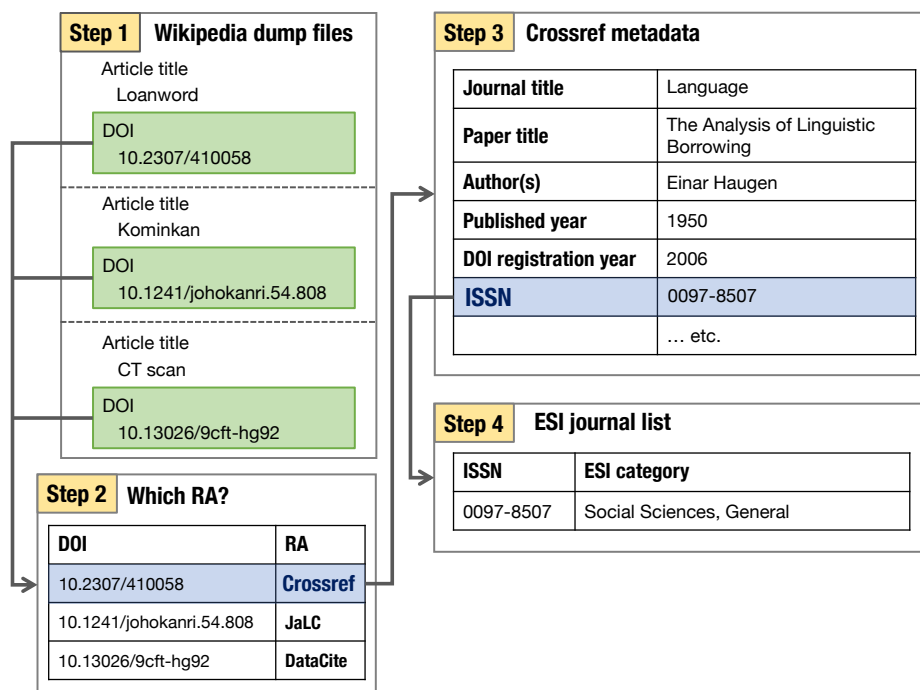 Step 1 Wikipedia dump files
Article title
Loanword
DOI
10.2307/410058
Article title
Kominkan
DOI
10.1241/johokanri.54.808
Article title
CT scan
DOI
10.13026/9cft-hg92
Step 2 Which RA?
DOI RA
10.2307/410058 Crossref
10.1241/johokanri.54.808 JaLC
10.13026/9cft-hg92 DataCite
Step 3 Crossref metadata
Journal title Language
Paper title The Analysis of Linguistic
Borrowing
Author(s) Einar Haugen
Published year 1950
DOI registration year 2006
ISSN 0097-8507
... etc.
Step 4 ESI journal list
ISSN ESI category
0097-8507 Social Sciences, General